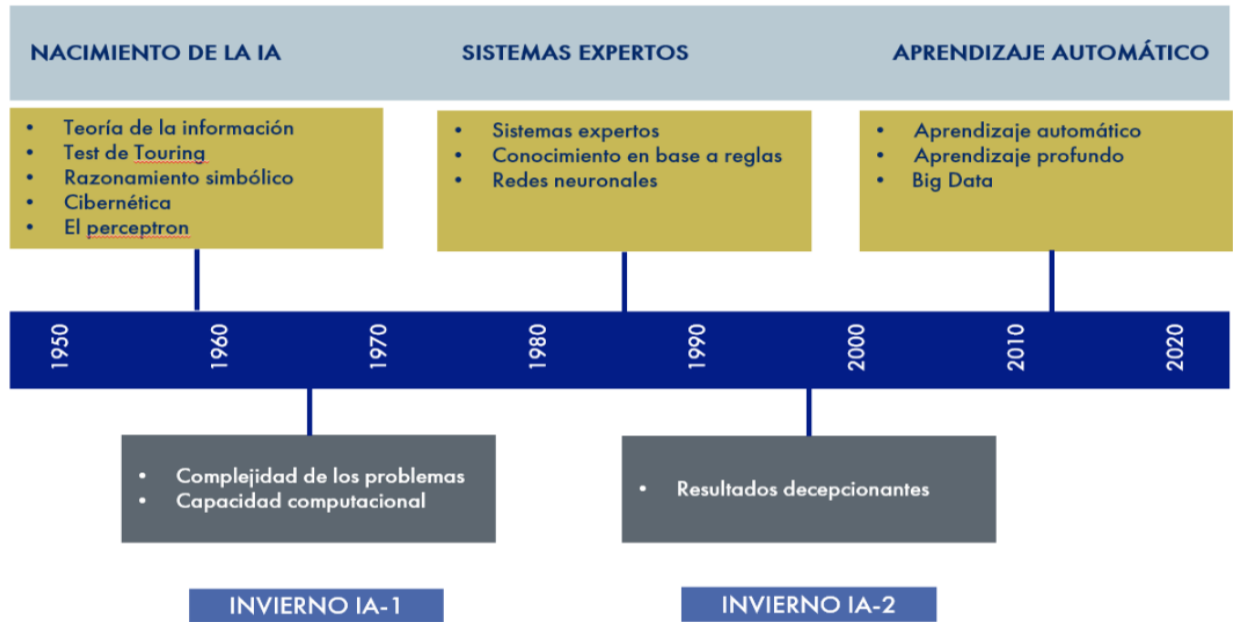 NACIMIENTO DE LA IA
SISTEMAS EXPERTOS
APRENDIZAJE AUTOMÁTICO
• Teoría de la información
• Test de Touring
• Razonamiento simbólico
• Cibernética
• El perceptron
• Sistemas expertos
• Conocimiento en base a reglas
• Redes neuronales
• Aprendizaje automático
• Aprendizaje profundo
• Big Data
1950
1960
1970
1980
1990
2000
2010
2020
• Complejidad de los problemas
• Capacidad computacional
• Resultados decepcionantes
INVIERNO IA-1
INVIERNO IA-2